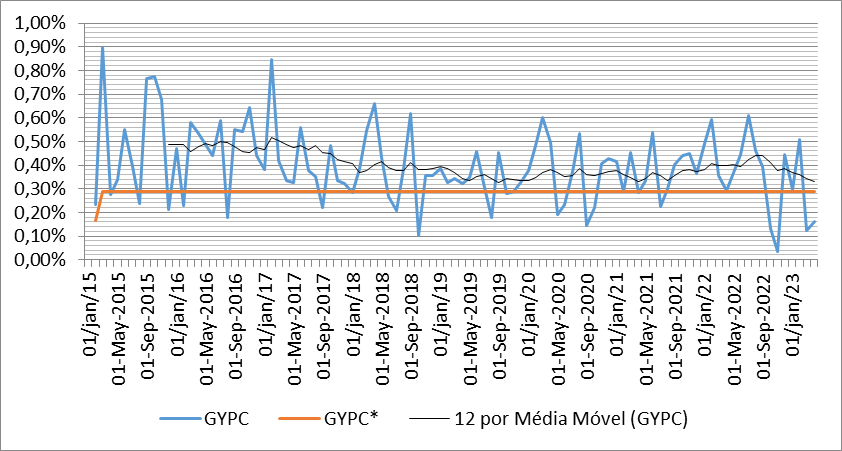 1,00%
0,90%
0,80%
0,70%
0,60%
0,50%
0,40%
0,30%
0,20%
0,10%
0,00%
01/jan/15
01-May-2015
01-Sep-2015
01/jan/16
01-May-2016
01-Sep-2016
01/jan/17
01-May-2017
01-Sep-2017
01/jan/18
01-May-2018
01-Sep-2018
01/jan/19
01-May-2019
01-Sep-2019
01/jan/20
01-May-2020
01-Sep-2020
01/jan/21
01-May-2021
01-Sep-2021
01/jan/22
01-May-2022
01-Sep-2022
01/jan/23
GYPC GYPC* 12 por Média Móvel (GYPC)